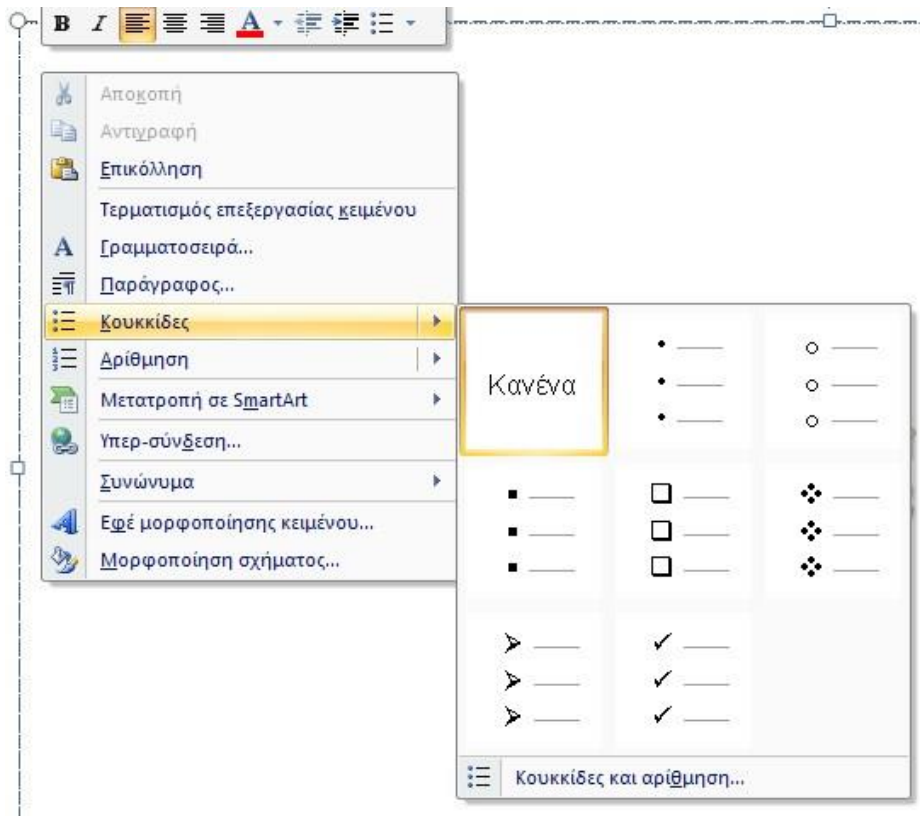 B I A
Αποκοπή
Αντιγραφή
Επικόλληση
Τερματισμός επεξεργασίας κειμένου
Γραμματοσειρά...
Παράγραφος...
Κουκκίδες
Αρίθμηση
Μετατροπή σε SmartArt
Υπερ-σύνδεση...
Συνώνυμα
Εφέ μορφοποίησης κειμένου...
Μορφοποίηση σχήματος...
Κανένα
Κουκκίδες και αρίθμηση...